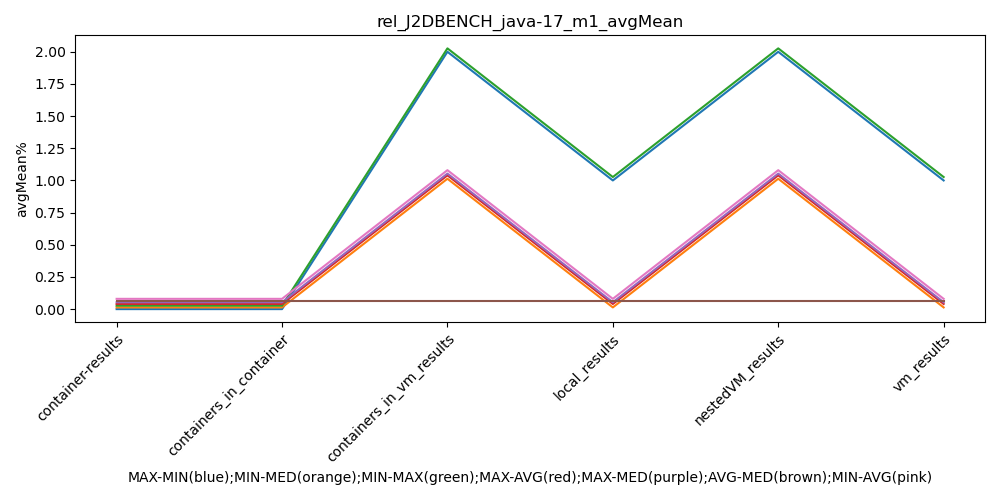 rel_J2DBENCH_java-17_m1_avgMean
avgMean%
2.00
1.75
1.50
1.25
1.00
0.75
0.50
0.25
0.00
container-results
containers_in_container
containers_in_vm_results
local_results
nestedVM_results
vm_results
MAX-MIN(blue);MIN-MED(orange);MIN-MAX(green);MAX-AVG(red);MAX-MED(purple);AVG-MED(brown);MIN-AVG(pink)